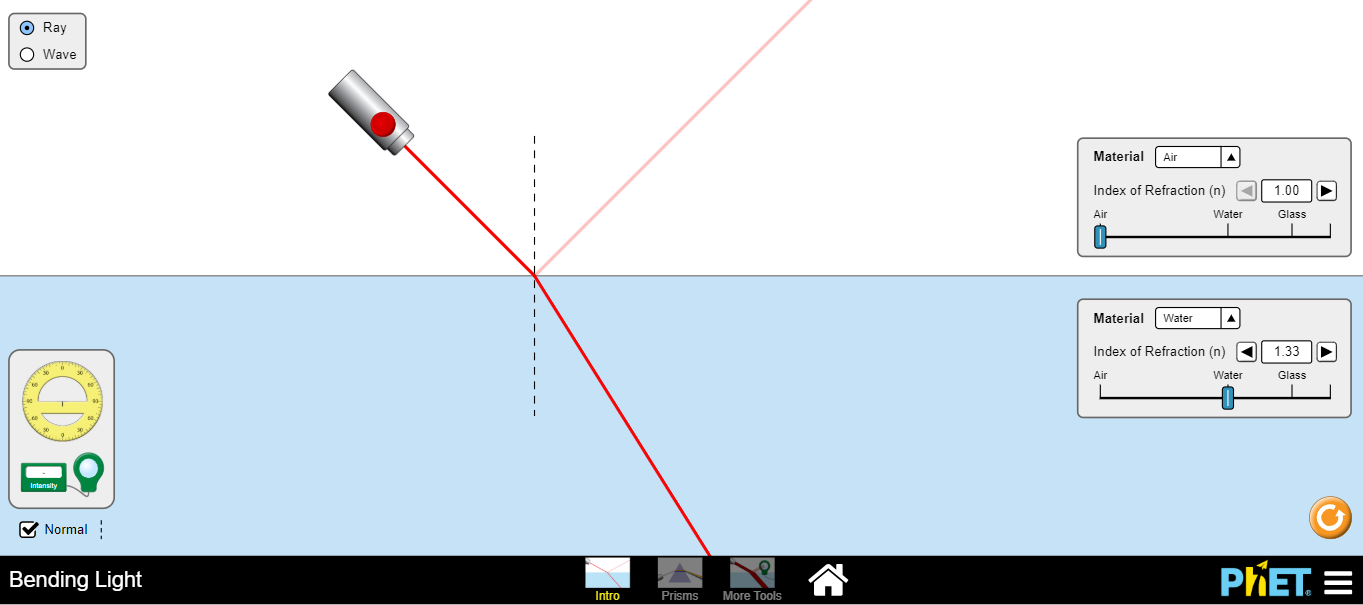 Ray
Wave
Material Air
Index of Refraction (n) 1.00
Air Water Glass
Material Water
Index of Refraction (n) 1.33
Air Water Glass
-
Intensity
Normal
Bending Light
Intro Prisms More Tools
PhET